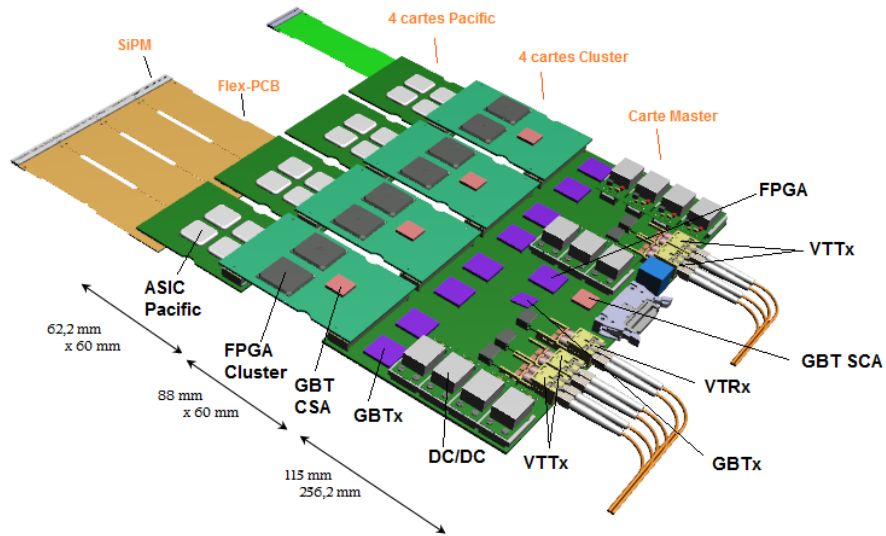 4 cartes Pacific
SiPM
4 cartes Cluster
Flex-PCB
Carte Master
FPGA
VTTx
ASIC
Pacific
62,2 mm
x 60 mm
FPGA
Cluster
GBT
CSA
GBTx
GBT SCA
VTRx
88 mm
x 60 mm
DC/DC
VTTx
GBTx
115 mm
256,2 mm